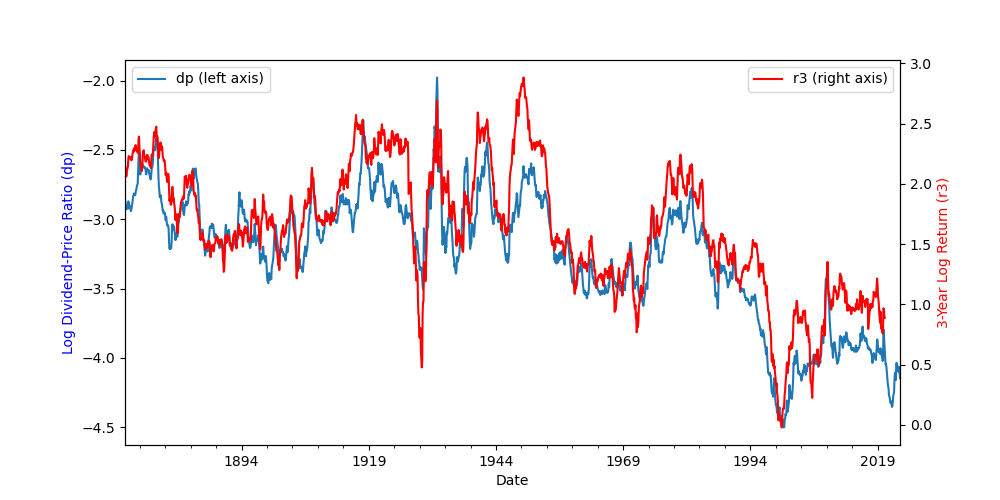 dp (left axis)
r3 (right axis)
Log Dividend-Price Ratio (dp)
−2.0
−2.5
−3.0
−3.5
−4.0
−4.5
3.0
2.5
2.0
1.5
1.0
0.5
0.0
3-Year Log Return (r3)
1894 1919 1944 1969 1994 2019
Date